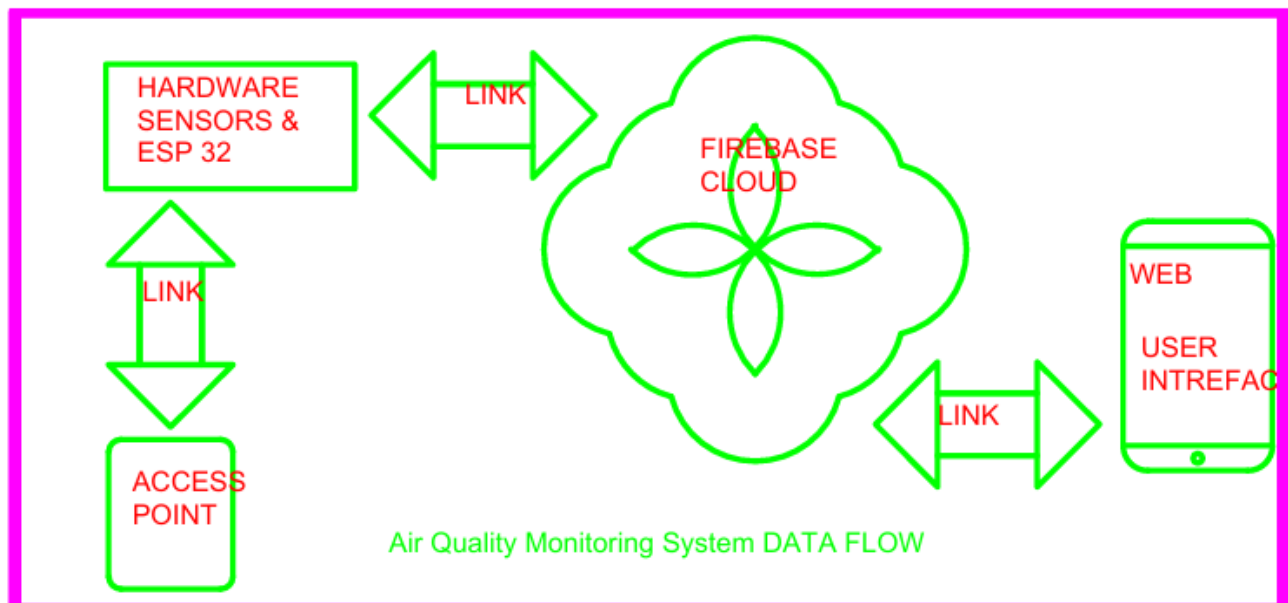 HARDWARE
SENSORS &
ESP 32
LINK
FIREBASE
CLOUD
LINK
WEB
USER
INTREFAC
LINK
ACCESS
POINT
Air Quality Monitoring System DATA FLOW